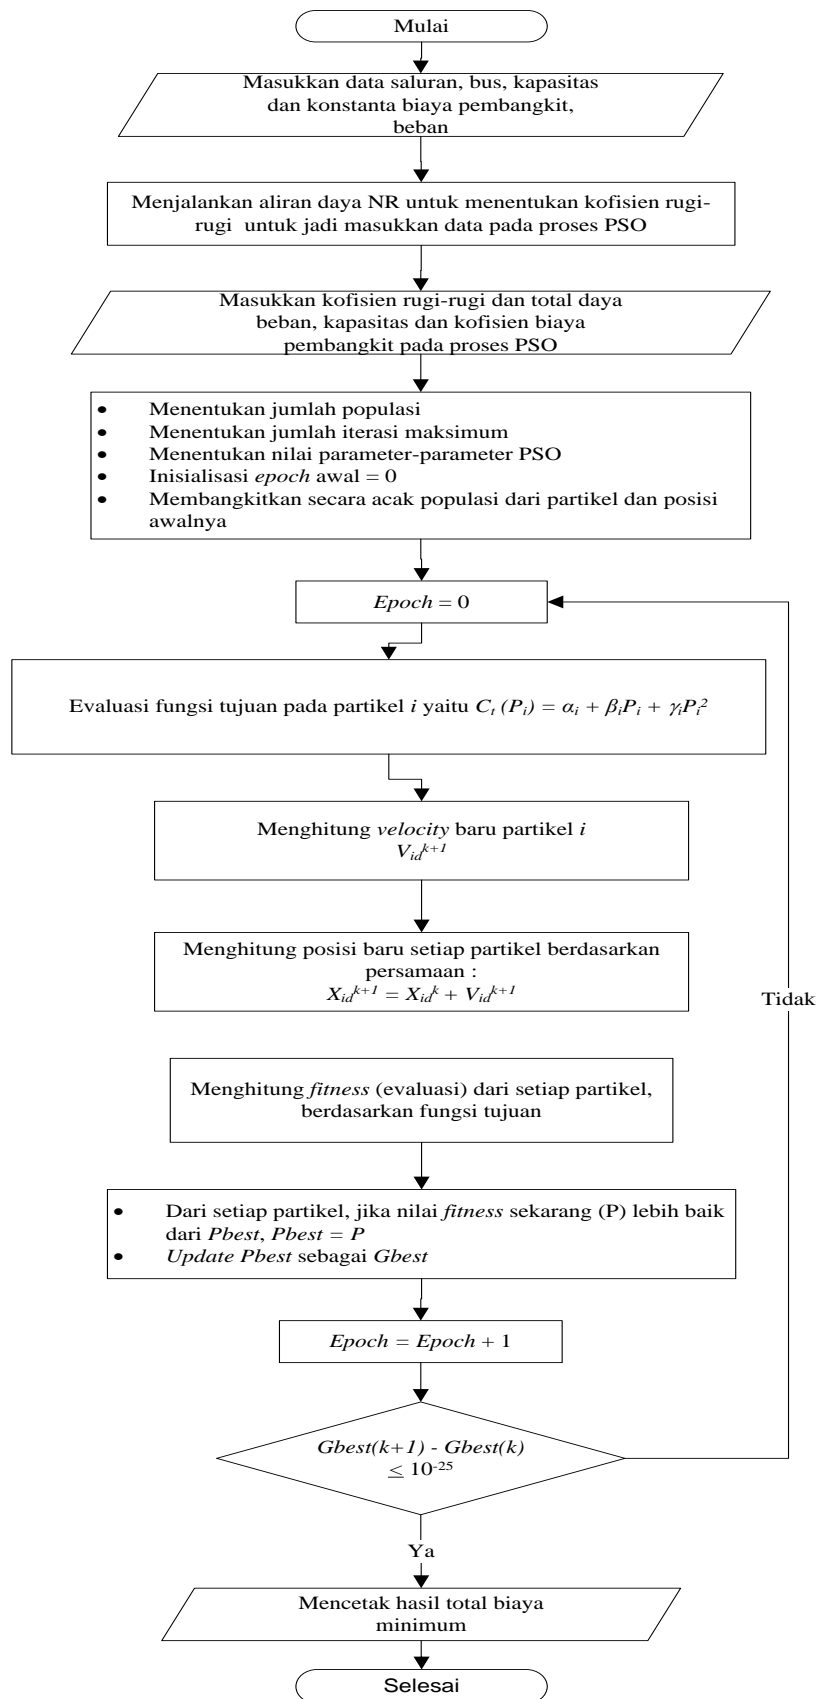 Mulai
Masukkan data saluran, bus, kapasitas
dan konstanta biaya pembangkit,
beban
Menjalankan aliran daya NR untuk menentukan kofisien rugi-
rugi  untuk jadi masukkan data pada proses PSO
Masukkan kofisien rugi-rugi dan total daya
beban, kapasitas dan kofisien biaya
pembangkit pada proses PSO
• Menentukan jumlah populasi
• Menentukan jumlah iterasi maksimum
• Menentukan nilai parameter-parameter PSO
• Inisialisasi epoch awal = 0
• Membangkitkan secara acak populasi dari partikel dan posisi
awalnya
Epoch = 0
Evaluasi fungsi tujuan pada partikel i yaitu Cₜ (Pᵢ) = αᵢ + βᵢPᵢ + γᵢPᵢ²
Menghitung velocity baru partikel i
V_id^k+1
Menghitung posisi baru setiap partikel berdasarkan
persamaan :
X_id^k+1 = X_id^k + V_id^k+1
Tidak
Menghitung fitness (evaluasi) dari setiap partikel,
berdasarkan fungsi tujuan
• Dari setiap partikel, jika nilai fitness sekarang (P) lebih baik
dari Pbest, Pbest = P
• Update Pbest sebagai Gbest
Epoch = Epoch + 1
Gbest(k+1) - Gbest(k)
≤ 10⁻²⁵
Ya
Mencetak hasil total biaya
minimum
Selesai